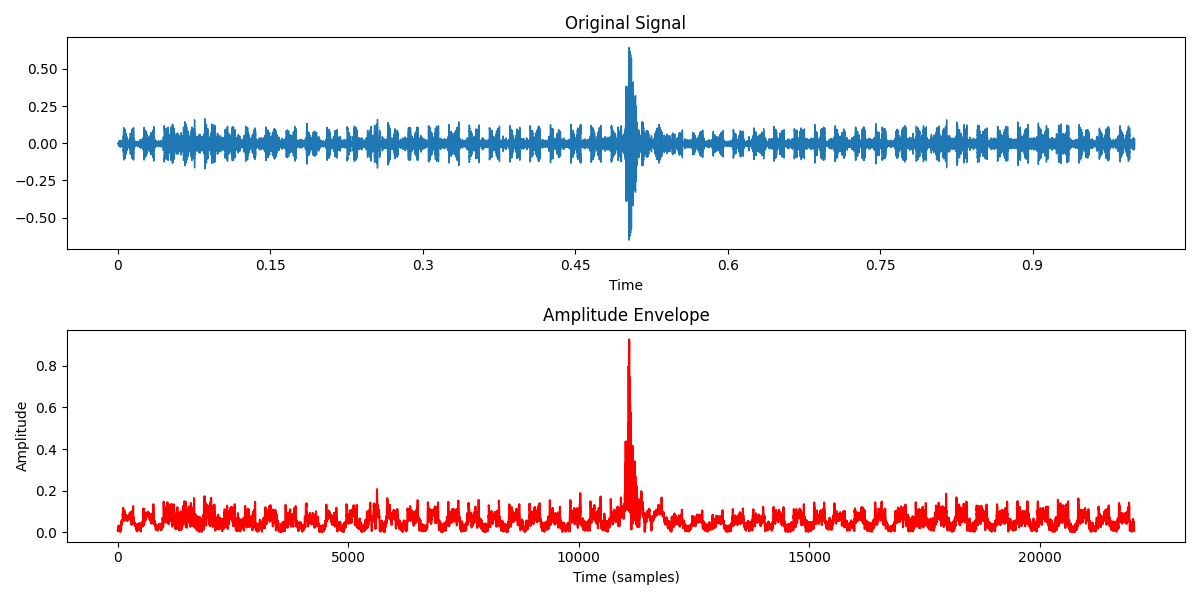 Original Signal
0.50
0.25
0.00
−0.25
−0.50
0 0.15 0.3 0.45 0.6 0.75 0.9
Time
Amplitude Envelope
Amplitude
0.8
0.6
0.4
0.2
0.0
0 5000 10000 15000 20000
Time (samples)